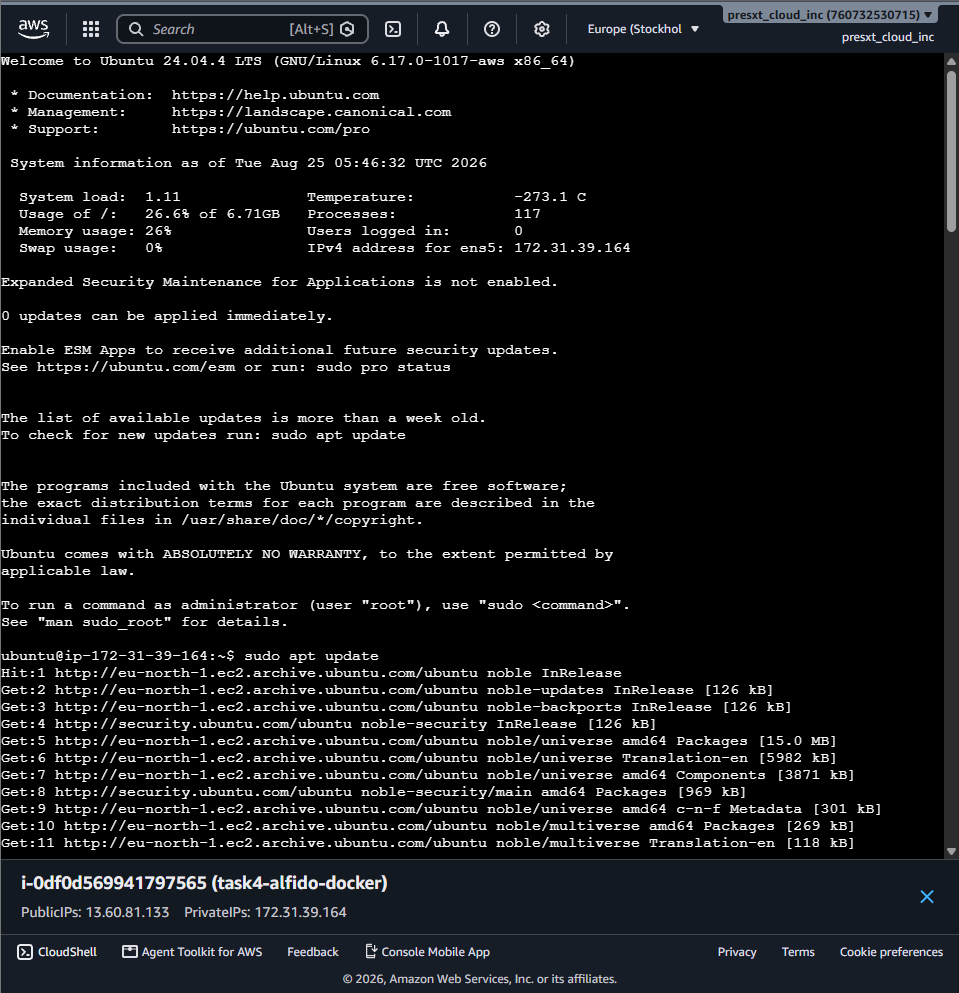 aws
Search [Alt+S]
Europe (Stockhol
presxt_cloud_inc (760732530715)
presxt_cloud_inc
Welcome to Ubuntu 24.04.4 LTS (GNU/Linux 6.17.0-1017-aws x86_64)
* Documentation: https://help.ubuntu.com
* Management: https://landscape.canonical.com
* Support: https://ubuntu.com/pro
System information as of Tue Aug 25 05:46:32 UTC 2026
System load: 1.11 Temperature: -273.1 C
Usage of /: 26.6% of 6.71GB Processes: 117
Memory usage: 26% Users logged in: 0
Swap usage: 0% IPv4 address for ens5: 172.31.39.164
Expanded Security Maintenance for Applications is not enabled.
0 updates can be applied immediately.
Enable ESM Apps to receive additional future security updates.
See https://ubuntu.com/esm or run: sudo pro status
The list of available updates is more than a week old.
To check for new updates run: sudo apt update
The programs included with the Ubuntu system are free software;
the exact distribution terms for each program are described in the
individual files in /usr/share/doc/*/copyright.
Ubuntu comes with ABSOLUTELY NO WARRANTY, to the extent permitted by
applicable law.
To run a command as administrator (user "root"), use "sudo <command>".
See "man sudo_root" for details.
ubuntu@ip-172-31-39-164:~$ sudo apt update
Hit:1 http://eu-north-1.ec2.archive.ubuntu.com/ubuntu noble InRelease
Get:2 http://eu-north-1.ec2.archive.ubuntu.com/ubuntu noble-updates InRelease [126 kB]
Get:3 http://eu-north-1.ec2.archive.ubuntu.com/ubuntu noble-backports InRelease [126 kB]
Get:4 http://security.ubuntu.com/ubuntu noble-security InRelease [126 kB]
Get:5 http://eu-north-1.ec2.archive.ubuntu.com/ubuntu noble/universe amd64 Packages [15.0 MB]
Get:6 http://eu-north-1.ec2.archive.ubuntu.com/ubuntu noble/universe Translation-en [5982 kB]
Get:7 http://eu-north-1.ec2.archive.ubuntu.com/ubuntu noble/universe amd64 Components [3871 kB]
Get:8 http://security.ubuntu.com/ubuntu noble-security/main amd64 Packages [969 kB]
Get:9 http://eu-north-1.ec2.archive.ubuntu.com/ubuntu noble/universe amd64 c-n-f Metadata [301 kB]
Get:10 http://eu-north-1.ec2.archive.ubuntu.com/ubuntu noble/multiverse amd64 Packages [269 kB]
Get:11 http://eu-north-1.ec2.archive.ubuntu.com/ubuntu noble/multiverse Translation-en [118 kB]
i-0df0d569941797565 (task4-alfido-docker)
PublicIPs: 13.60.81.133 PrivateIPs: 172.31.39.164
CloudShell Agent Toolkit for AWS Feedback Console Mobile App Privacy Terms Cookie preferences
© 2026, Amazon Web Services, Inc. or its affiliates.